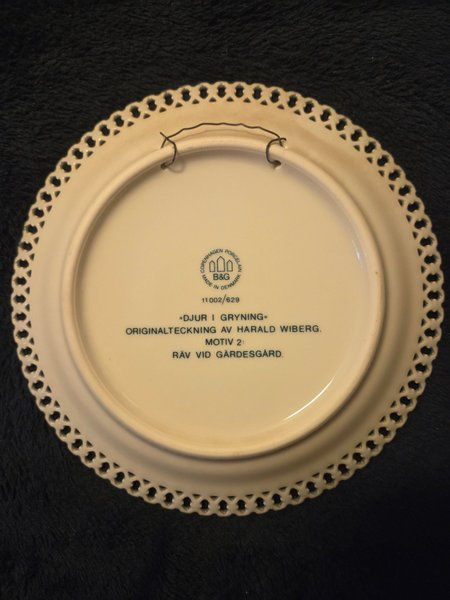 COPENHAGEN PORCELAIN
B&G
MADE IN DENMARK
11002/629
»DJUR I GRYNING«
ORIGINALTECKNING AV HARALD WIBERG.
MOTIV 2:
RÄV VID GÄRDESGÅRD.